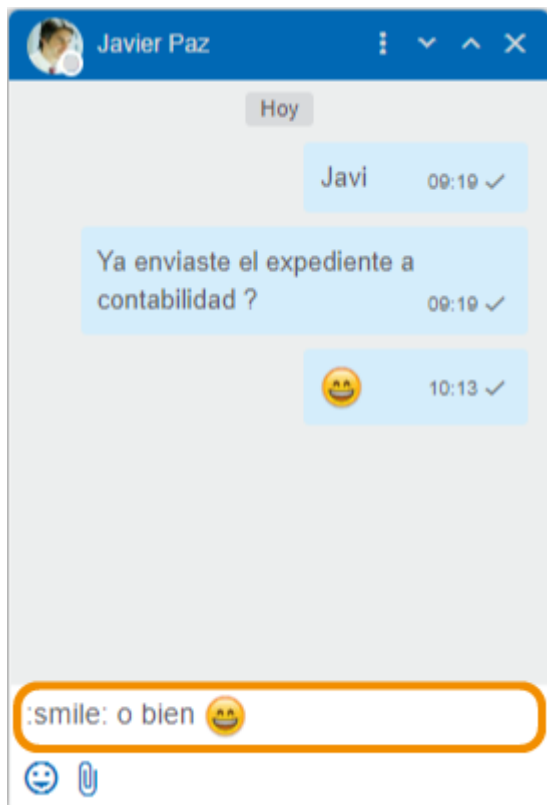 Javier Paz
Hoy
Javi 09:19
Ya enviaste el expediente a
contabilidad ? 09:19
😄 10:13
:smile: o bien 😄